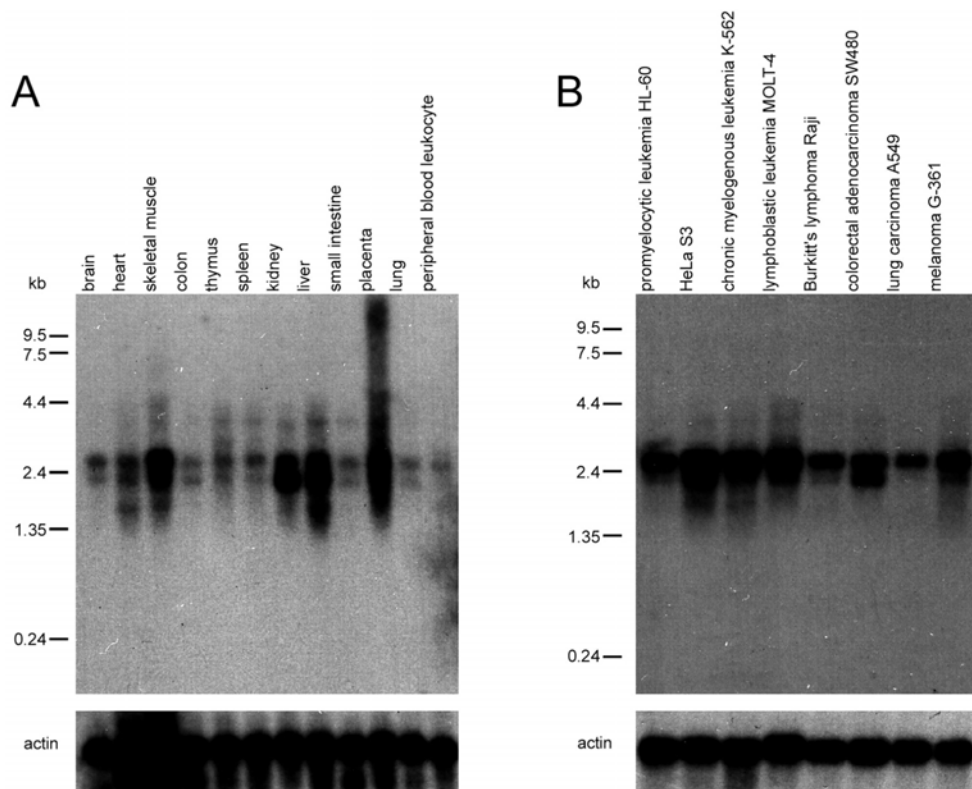 A
brain
heart
skeletal muscle
colon
thymus
spleen
kidney
liver
small intestine
placenta
lung
peripheral blood leukocyte
kb
9.5
7.5
4.4
2.4
1.35
0.24
actin
B
promyelocytic leukemia HL-60
HeLa S3
chronic myelogenous leukemia K-562
lymphoblastic leukemia MOLT-4
Burkitt's lymphoma Raji
colorectal adenocarcinoma SW480
lung carcinoma A549
melanoma G-361
kb
9.5
7.5
4.4
2.4
1.35
0.24
actin